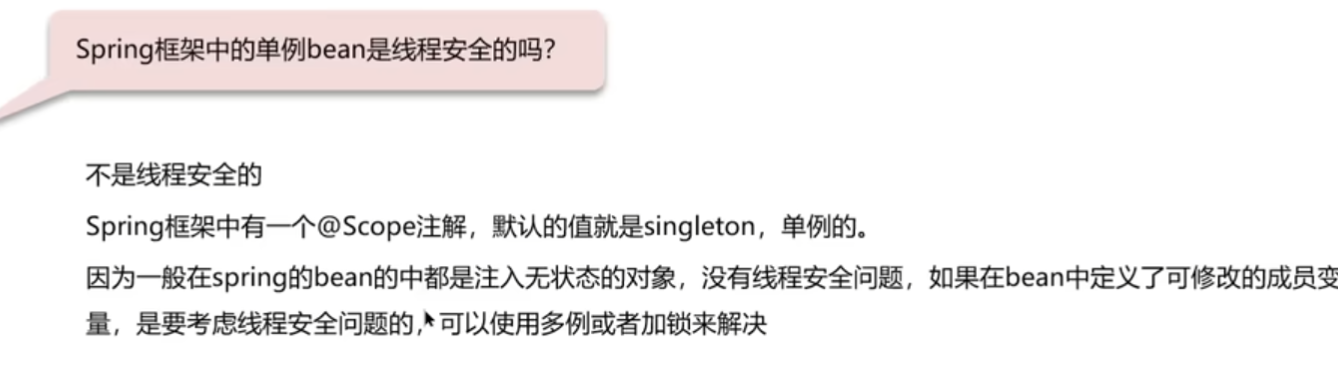 Spring框架中的单例bean是线程安全的吗?
不是线程安全的
Spring框架中有一个@Scope注解，默认的值就是singleton，单例的。
因为一般在spring的bean的中都是注入无状态的对象，没有线程安全问题，如果在bean中定义了可修改的成员变
量，是要考虑线程安全问题的，可以使用多例或者加锁来解决